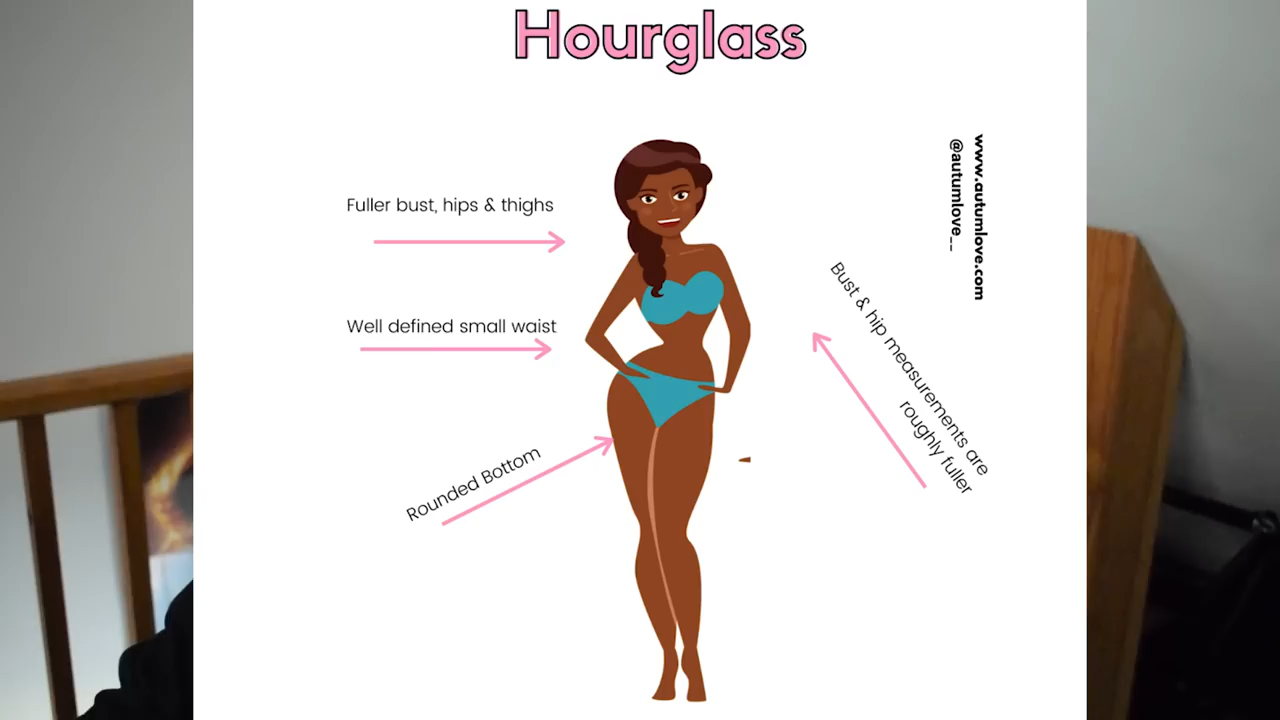 Hourglass
www.autumlove.com
@autumlove__
Fuller bust, hips & thighs
Well defined small waist
Rounded Bottom
Bust & hip measurements are
roughly fuller